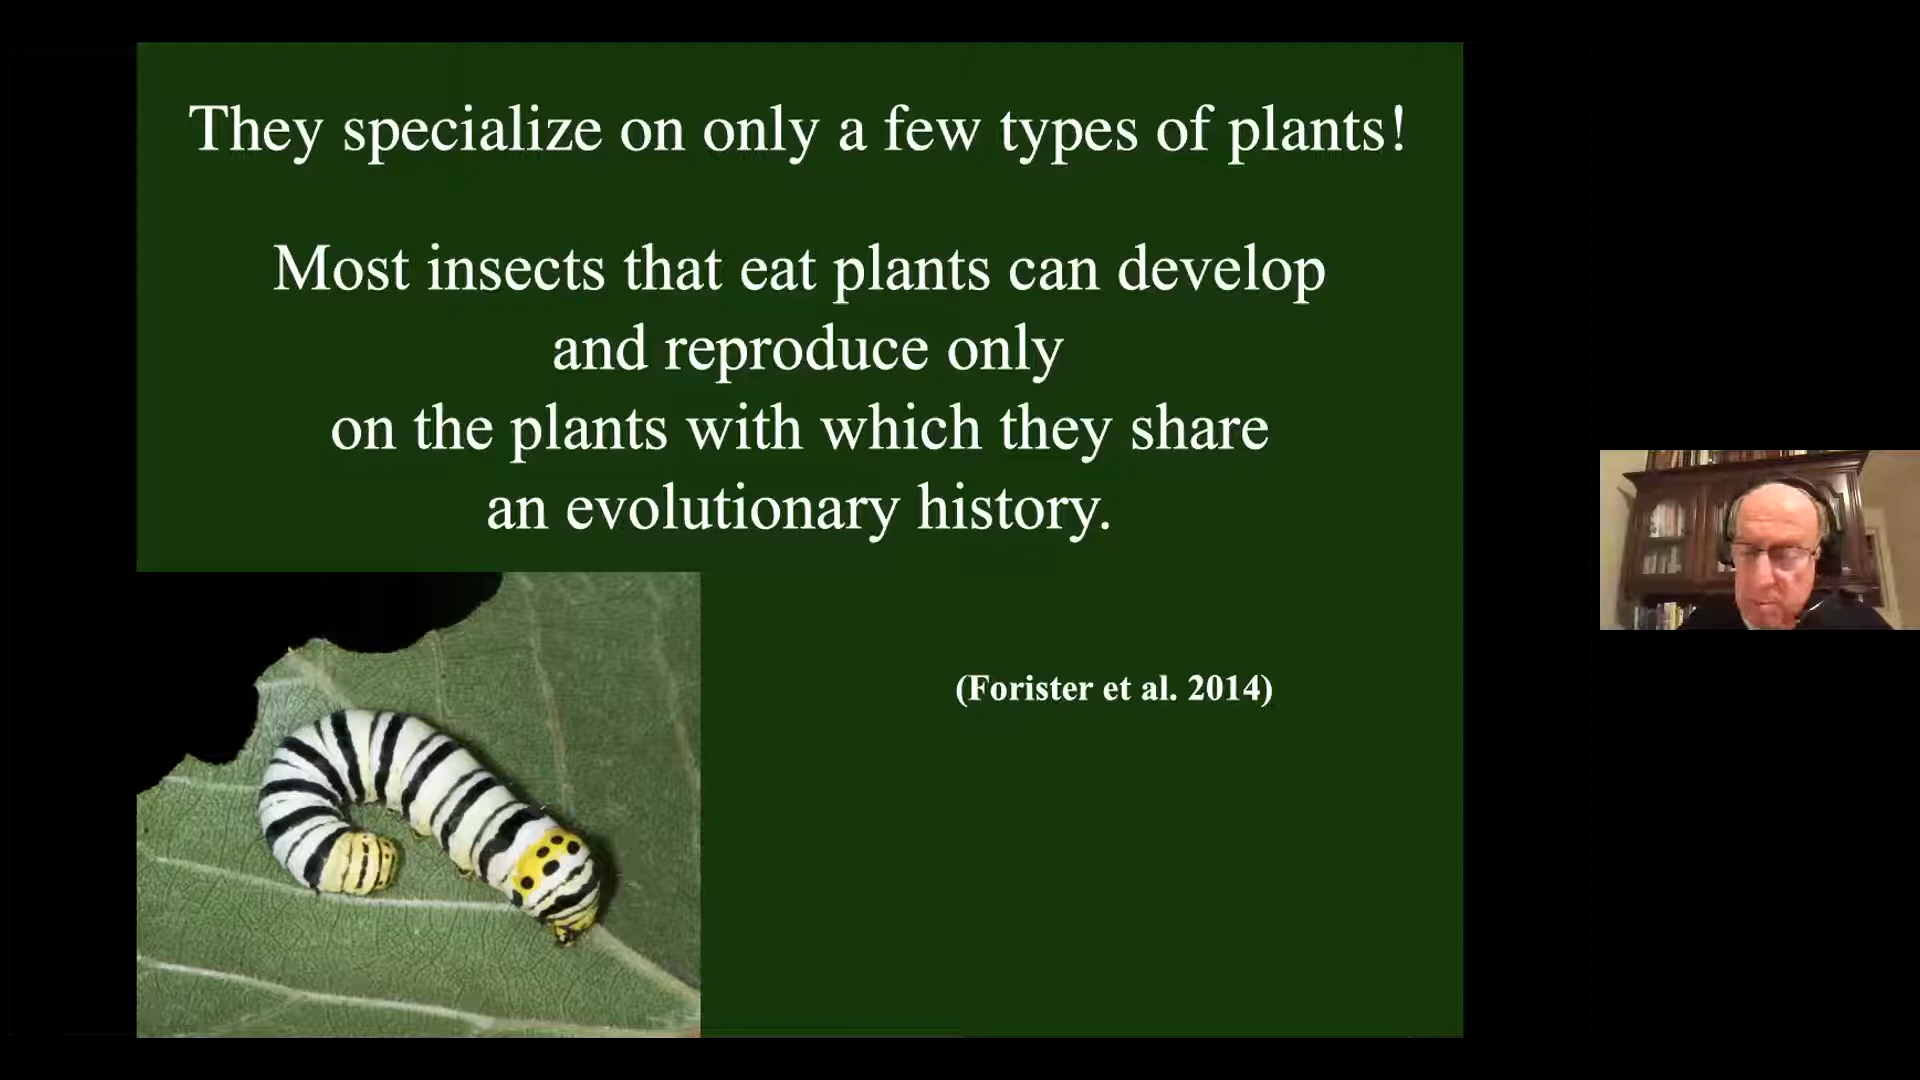 They specialize on only a few types of plants!
Most insects that eat plants can develop
and reproduce only
on the plants with which they share
an evolutionary history.
(Forister et al. 2014)